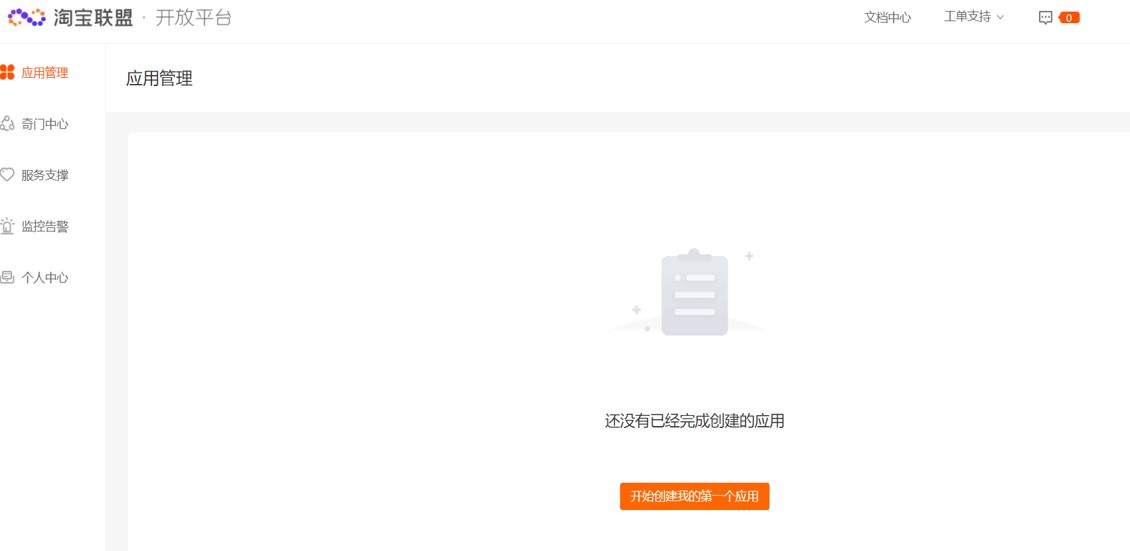 淘宝联盟 · 开放平台
文档中心
工单支持
0
应用管理
奇门中心
服务支撑
监控告警
个人中心
应用管理
还没有已经完成创建的应用
开始创建我的第一个应用